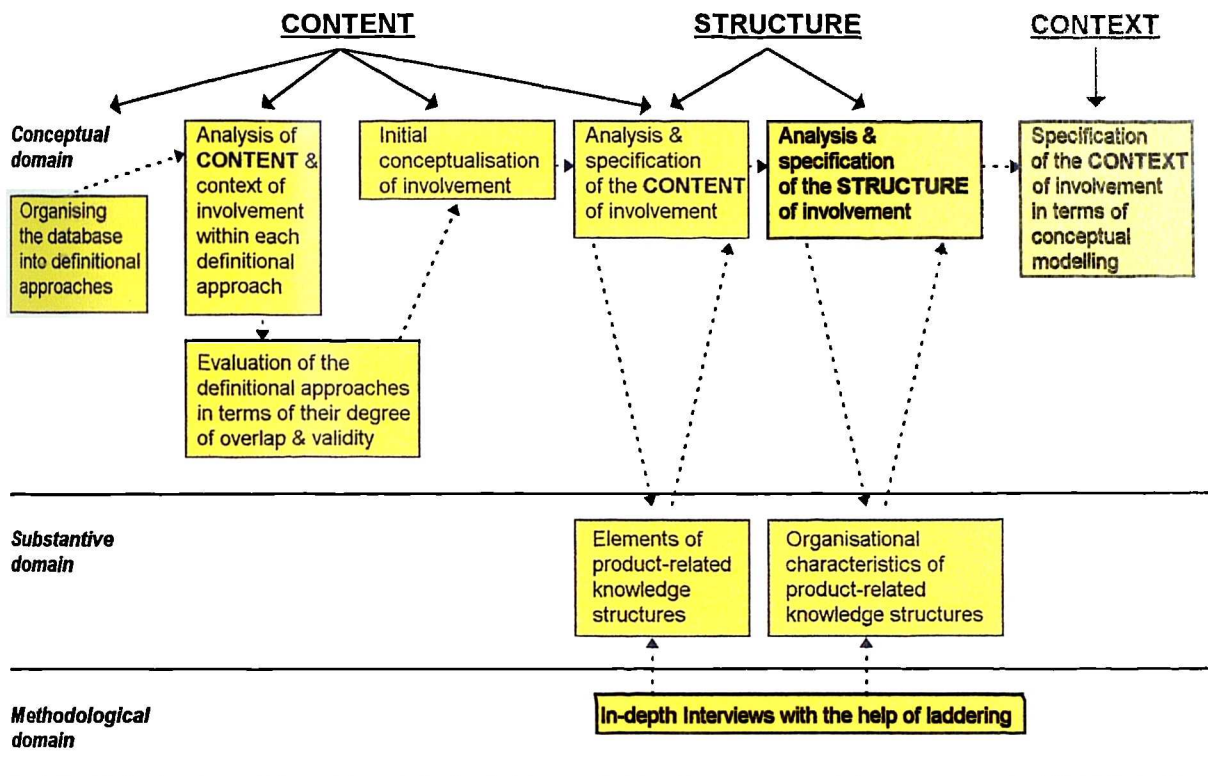 CONTENT
STRUCTURE
CONTEXT
Conceptual
domain
Organising
the database
into definitional
approaches
Analysis of
CONTENT &
context of
involvement
within each
definitional
approach
Initial
conceptualisation
of involvement
Analysis &
specification
of the CONTENT
of involvement
Analysis &
specification
of the STRUCTURE
of involvement
Specification
of the CONTEXT
of involvement
in terms of
conceptual
modelling
Evaluation of the
definitional approaches
in terms of their degree
of overlap & validity
Substantive
domain
Elements of
product-related
knowledge
structures
Organisational
characteristics of
product-related
knowledge structures
Methodological
domain
In-depth Interviews with the help of laddering